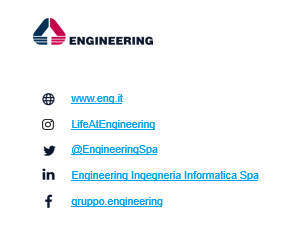 ENGINEERING
www.eng.it
LifeAtEngineering
@EngineeringSpa
Engineering Ingegneria Informatica Spa
gruppo.engineering